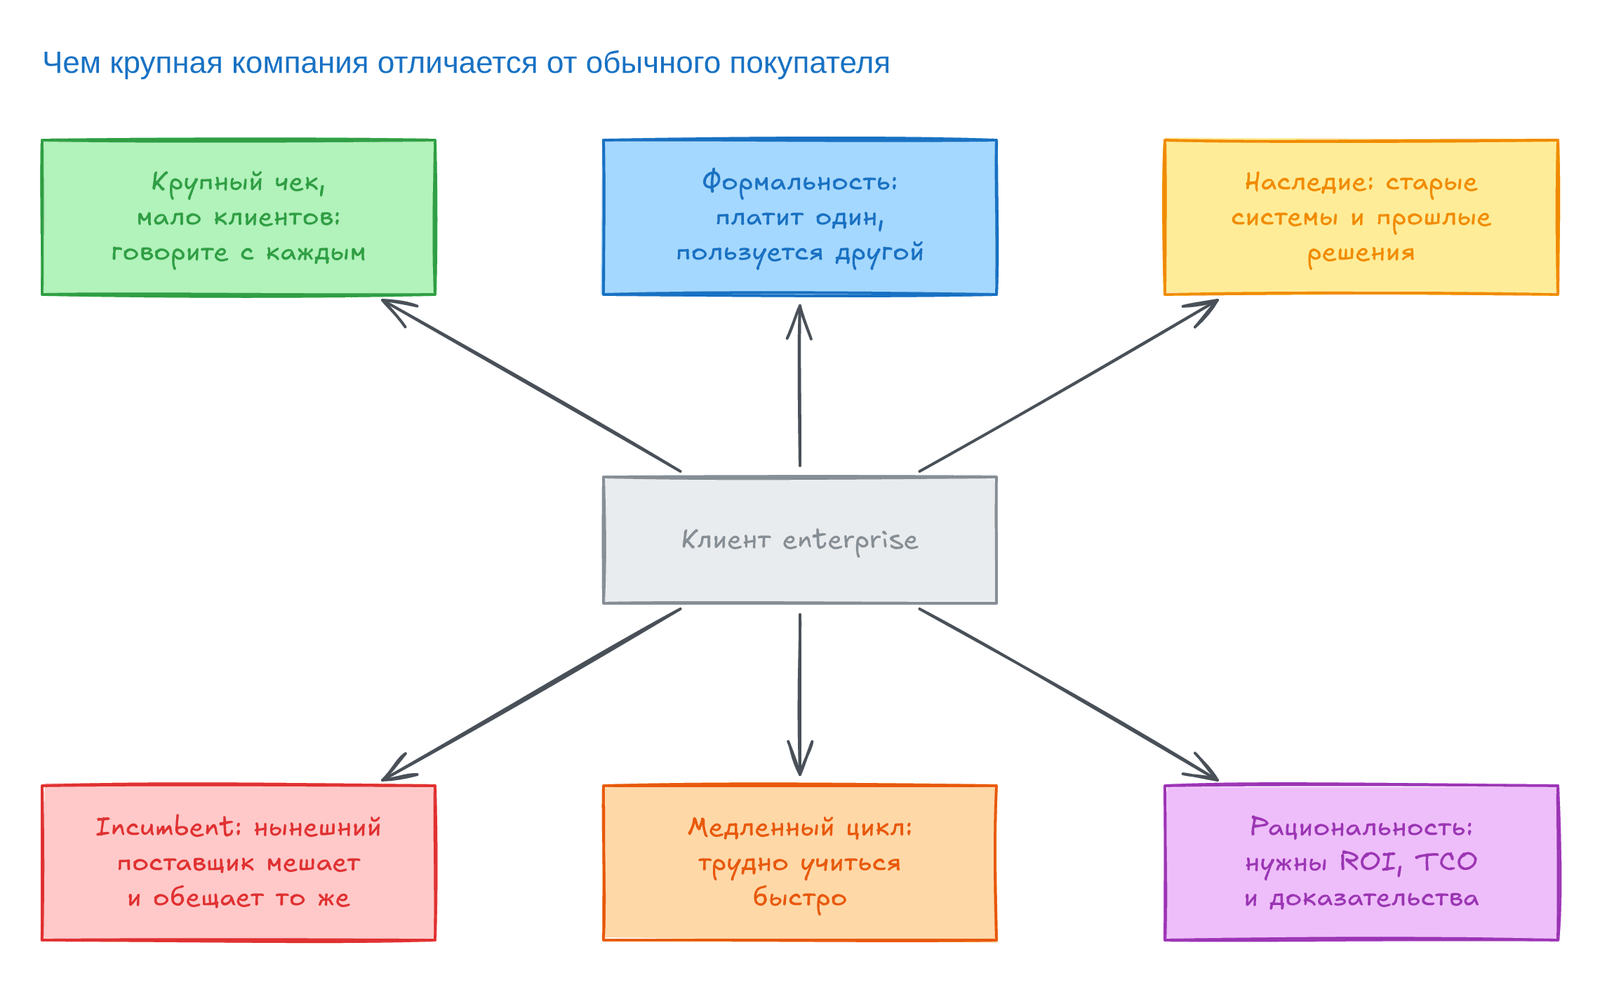 Чем крупная компания отличается от обычного покупателя
Крупный чек,
мало клиентов:
говорите с каждым
Формальность:
платит один,
пользуется другой
Наследие: старые
системы и прошлые
решения
Клиент enterprise
Incumbent: нынешний
поставщик мешает
и обещает то же
Медленный цикл:
трудно учиться
быстро
Рациональность:
нужны ROI, TCO
и доказательства